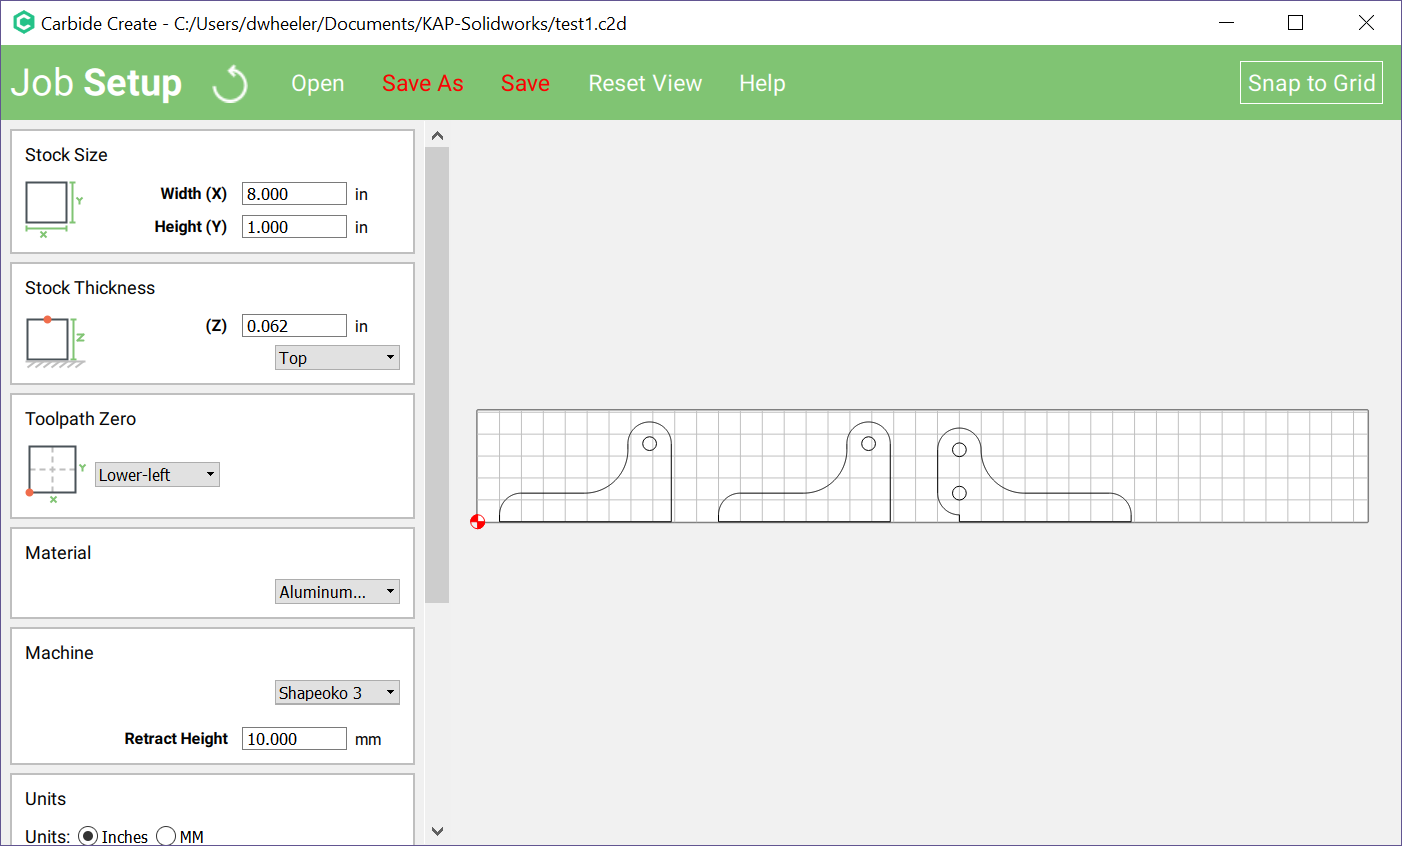 Carbide Create - C:/Users/dwheeler/Documents/KAP-Solidworks/test1.c2d
Job Setup Open Save As Save Reset View Help Snap to Grid
Stock Size
Width (X) 8.000 in
Y
Height (Y) 1.000 in
X
Stock Thickness
(Z) 0.062 in
Z
Top
Toolpath Zero
Y
Lower-left
X
Material
Aluminum...
Machine
Shapeoko 3
Retract Height 10.000 mm
Units
Units: Inches MM